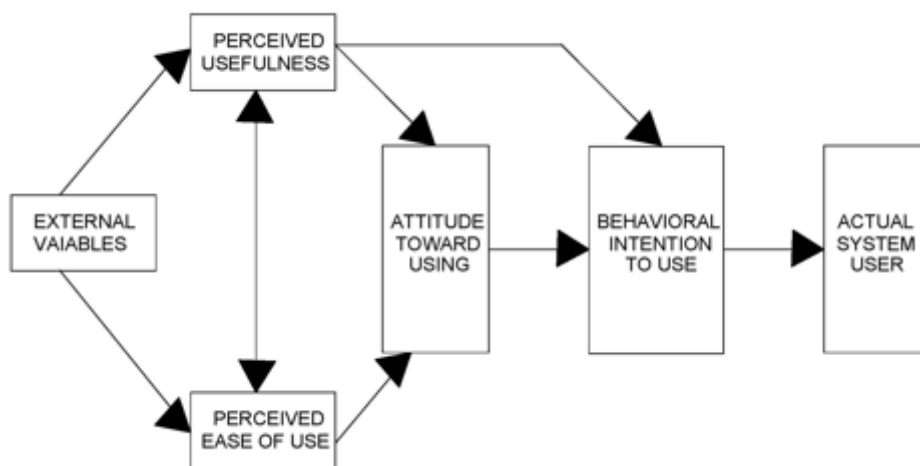 PERCEIVED
USEFULNESS
EXTERNAL
VAIABLES
ATTITUDE
TOWARD
USING
BEHAVIORAL
INTENTION
TO USE
ACTUAL
SYSTEM
USER
PERCEIVED
EASE OF USE